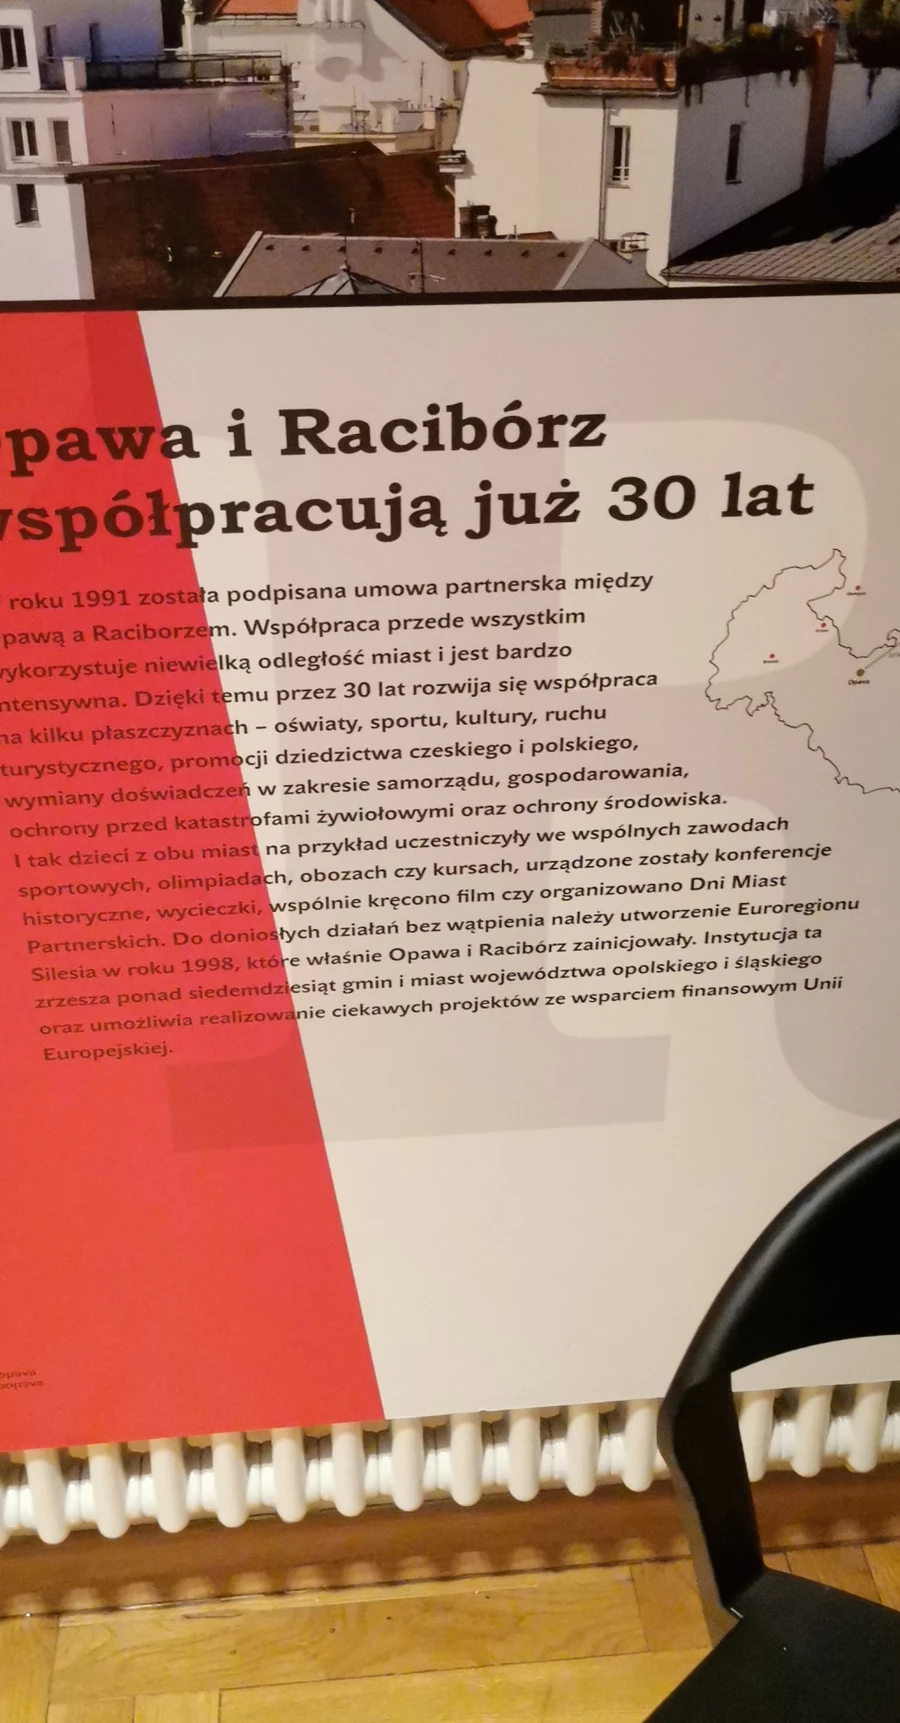 pawa i Racibórz
współpracują już 30 lat
roku 1991 została podpisana umowa partnerska między
pawą a Raciborzem. Współpraca przede wszystkim
wykorzystuje niewielką odległość miast i jest bardzo
ntensywna. Dzięki temu przez 30 lat rozwija się współpraca
na kilku płaszczyznach – oświaty, sportu, kultury, ruchu
turystycznego, promocji dziedzictwa czeskiego i polskiego,
wymiany doświadczeń w zakresie samorządu, gospodarowania,
ochrony przed katastrofami żywiołowymi oraz ochrony środowiska.
I tak dzieci z obu miast na przykład uczestniczyły we wspólnych zawodach
sportowych, olimpiadach, obozach czy kursach, urządzone zostały konferencje
historyczne, wycieczki, wspólnie kręcono film czy organizowano Dni Miast
Partnerskich. Do doniosłych działań bez wątpienia należy utworzenie Euroregionu
Silesia w roku 1998, które właśnie Opawa i Racibórz zainicjowały. Instytucja ta
zrzesza ponad siedemdziesiąt gmin i miast województwa opolskiego i śląskiego
oraz umożliwia realizowanie ciekawych projektów ze wsparciem finansowym Unii
Europejskiej.
Opawa